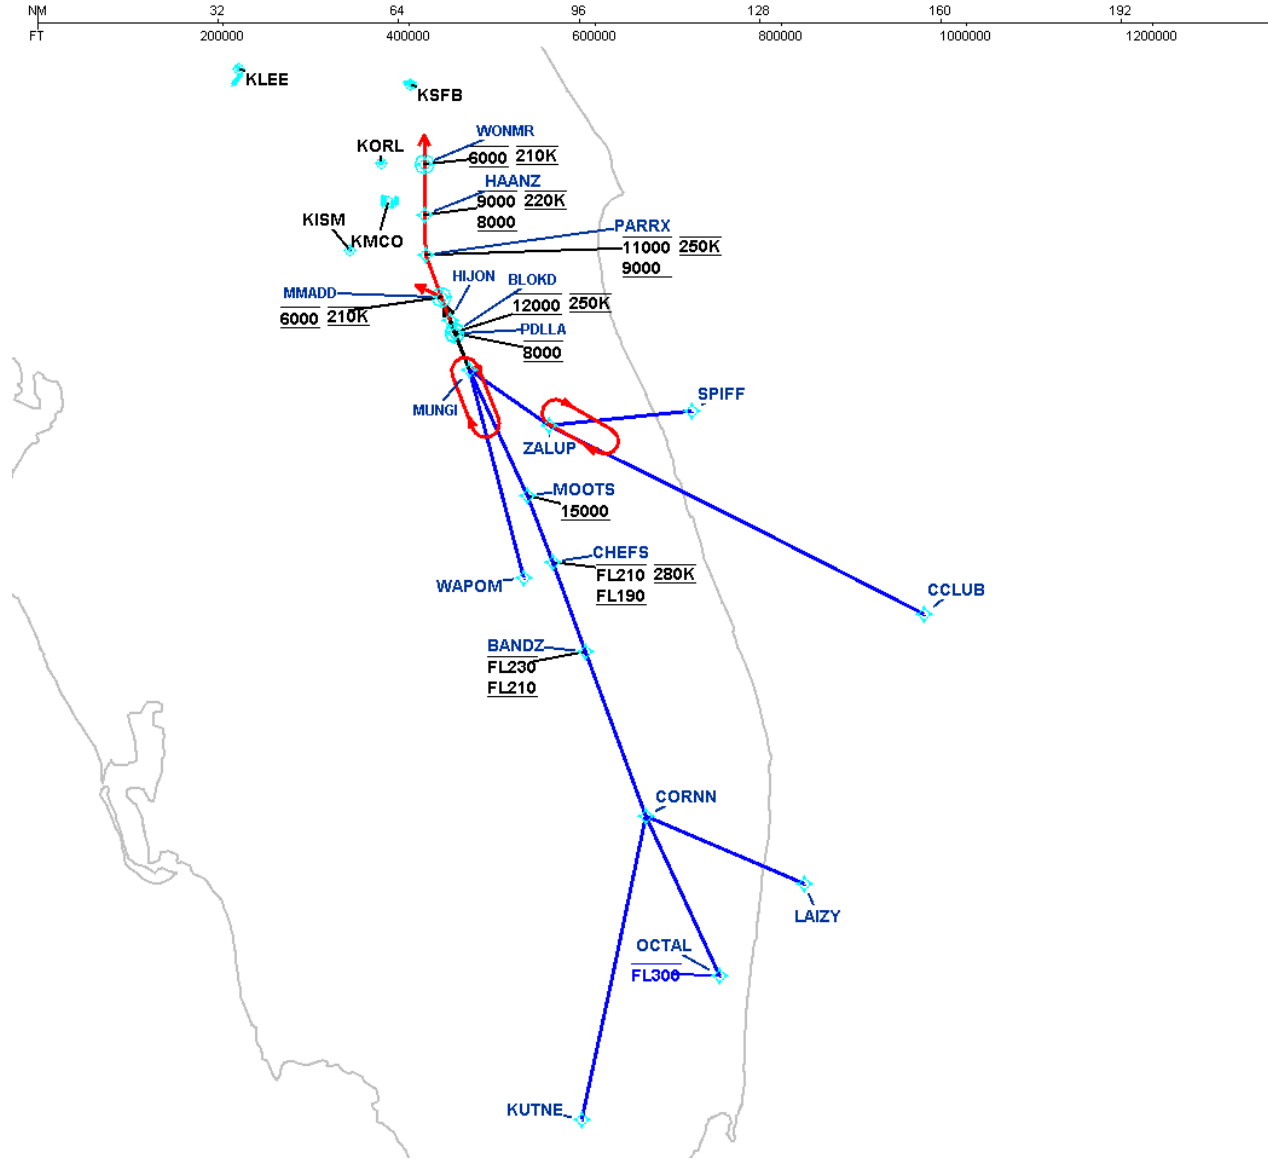 NM 32 64 96 128 160 192
FT 200000 400000 600000 800000 1000000 1200000
KLEE
KSFB
WONMR
6000 210K
KORL
HAANZ
9000 220K
8000
KISM
KMCO
PARRX
11000 250K
9000
HIJON
BLOKD
12000 250K
MMADD
6000 210K
PDLLA
8000
MUNGI
SPIFF
ZALUP
MOOTS
15000
CHEFS
FL210 280K
FL190
WAPOM
CCLUB
BANDZ
FL230
FL210
CORNN
LAIZY
OCTAL
FL300
KUTNE